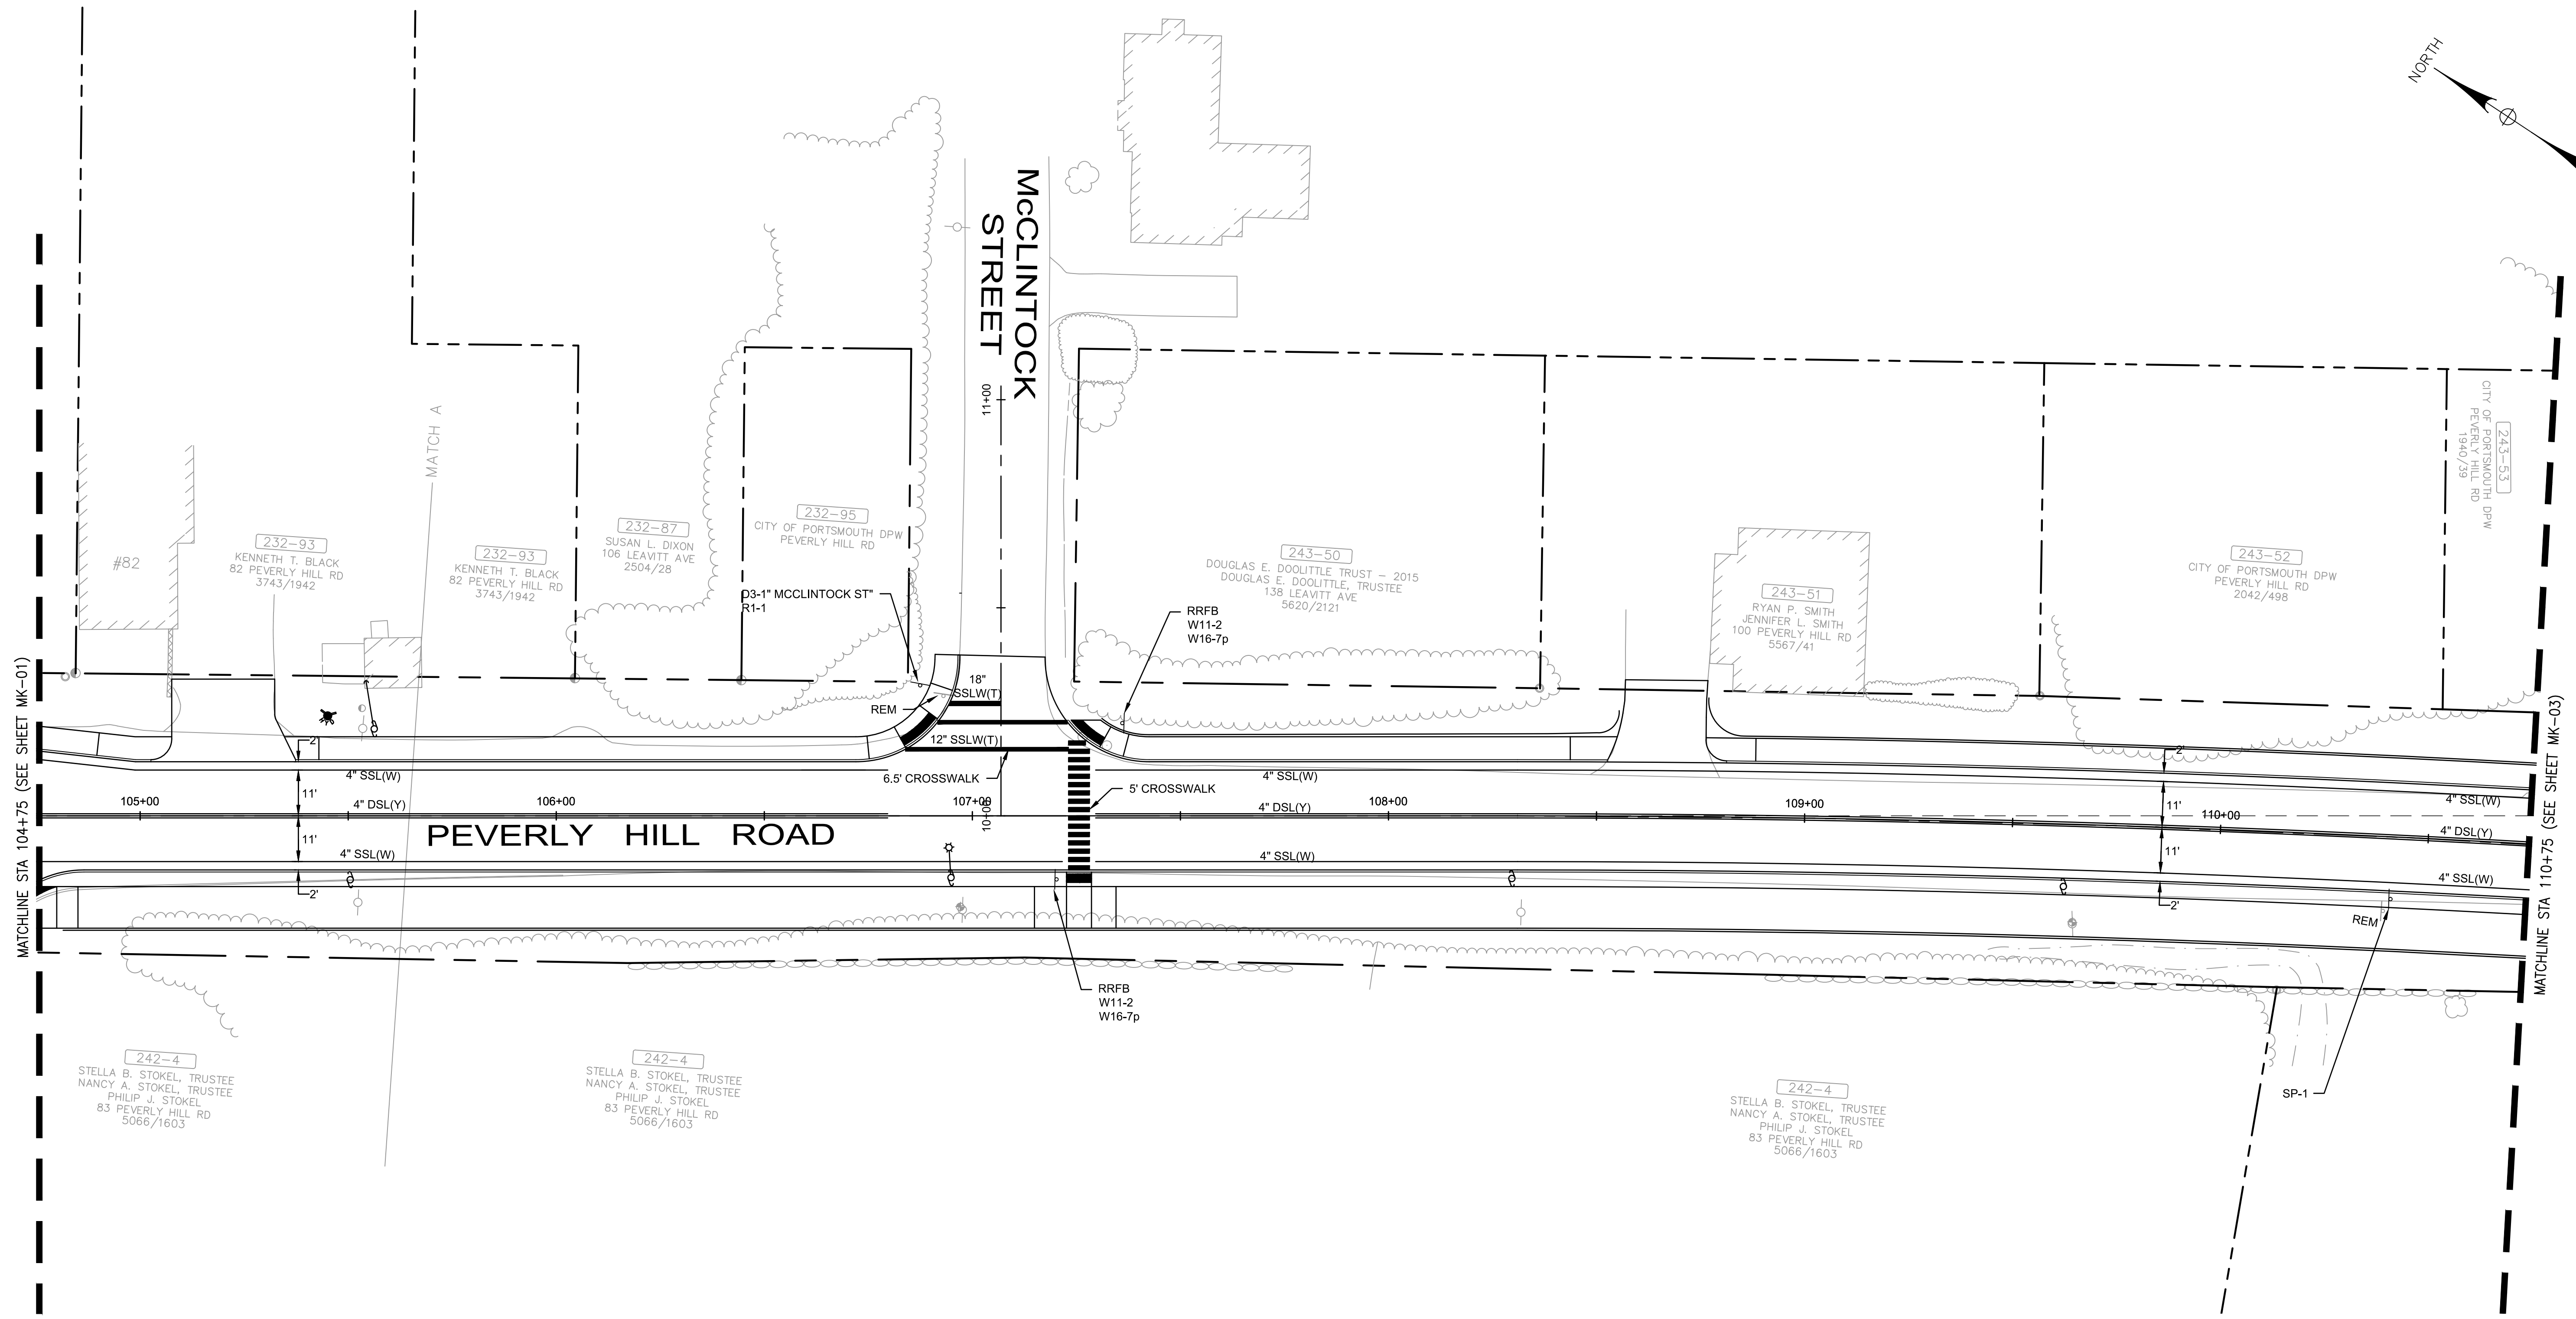 NORTH
McCLINTOCK
STREET
11+00
MATCH A
CITY OF PORTSMOUTH DPW
PEVERLY HILL RD
1940/39
243-53
#82
232-93
KENNETH T. BLACK
82 PEVERLY HILL RD
3743/1942
232-93
KENNETH T. BLACK
82 PEVERLY HILL RD
3743/1942
232-87
SUSAN L. DIXON
106 LEAVITT AVE
2504/28
232-95
CITY OF PORTSMOUTH DPW
PEVERLY HILL RD
D3-1" MCCLINTOCK ST"
R1-1
243-50
DOUGLAS E. DOOLITTLE TRUST - 2015
DOUGLAS E. DOOLITTLE, TRUSTEE
138 LEAVITT AVE
5620/2121
RRFB
W11-2
W16-7p
243-51
RYAN P. SMITH
JENNIFER L. SMITH
100 PEVERLY HILL RD
5567/41
243-52
CITY OF PORTSMOUTH DPW
PEVERLY HILL RD
2042/498
MATCHLINE STA 104+75 (SEE SHEET MK-01)
MATCHLINE STA 110+75 (SEE SHEET MK-03)
18"
SSLW(T)
REM
12" SSLW(T)
6.5' CROSSWALK
5' CROSSWALK
2'
4" SSL(W)
4" SSL(W)
2'
4" SSL(W)
11'
11'
105+00
4" DSL(Y)
106+00
107+00
10+00
4" DSL(Y)
108+00
109+00
110+00
4" DSL(Y)
PEVERLY HILL ROAD
11'
11'
4" SSL(W)
4" SSL(W)
4" SSL(W)
2'
2'
REM
RRFB
W11-2
W16-7p
SP-1
242-4
STELLA B. STOKEL, TRUSTEE
NANCY A. STOKEL, TRUSTEE
PHILIP J. STOKEL
83 PEVERLY HILL RD
5066/1603
242-4
STELLA B. STOKEL, TRUSTEE
NANCY A. STOKEL, TRUSTEE
PHILIP J. STOKEL
83 PEVERLY HILL RD
5066/1603
242-4
STELLA B. STOKEL, TRUSTEE
NANCY A. STOKEL, TRUSTEE
PHILIP J. STOKEL
83 PEVERLY HILL RD
5066/1603